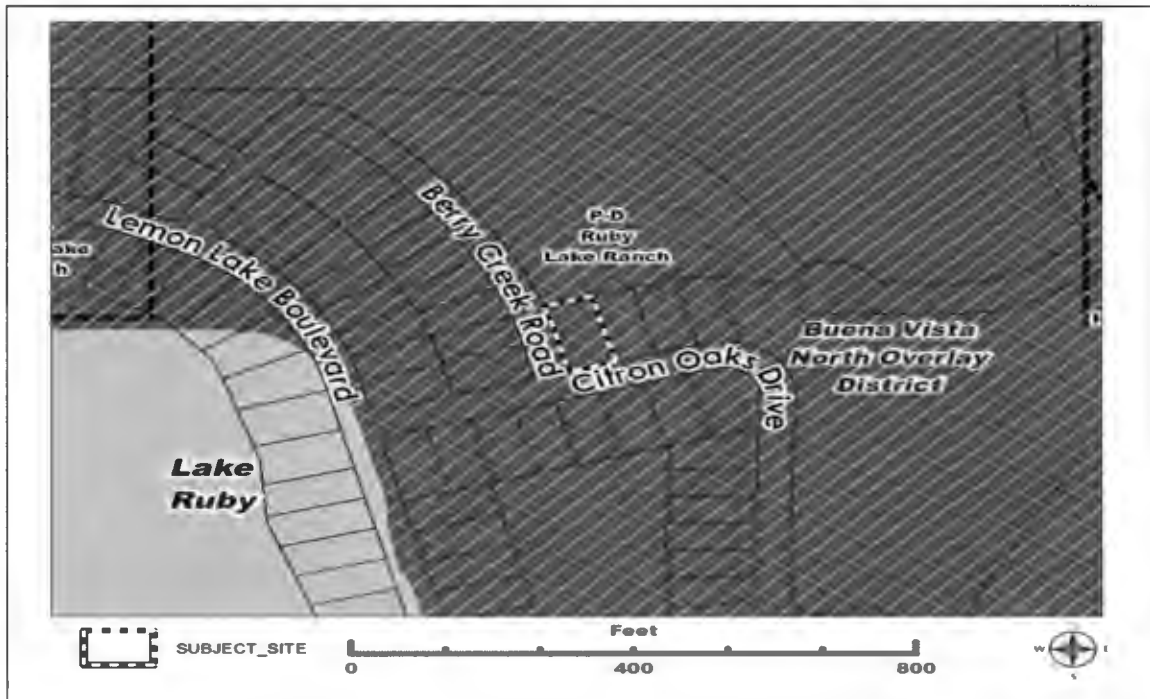 Berry Creek Road
P-D
Ruby
Lake Ranch
Lemon Lake Boulevard
ake
h
Buena Vista
North Overlay
District
Citron Oaks Drive
Lake
Ruby
SUBJECT_SITE
Feet
0
400
800
W
S